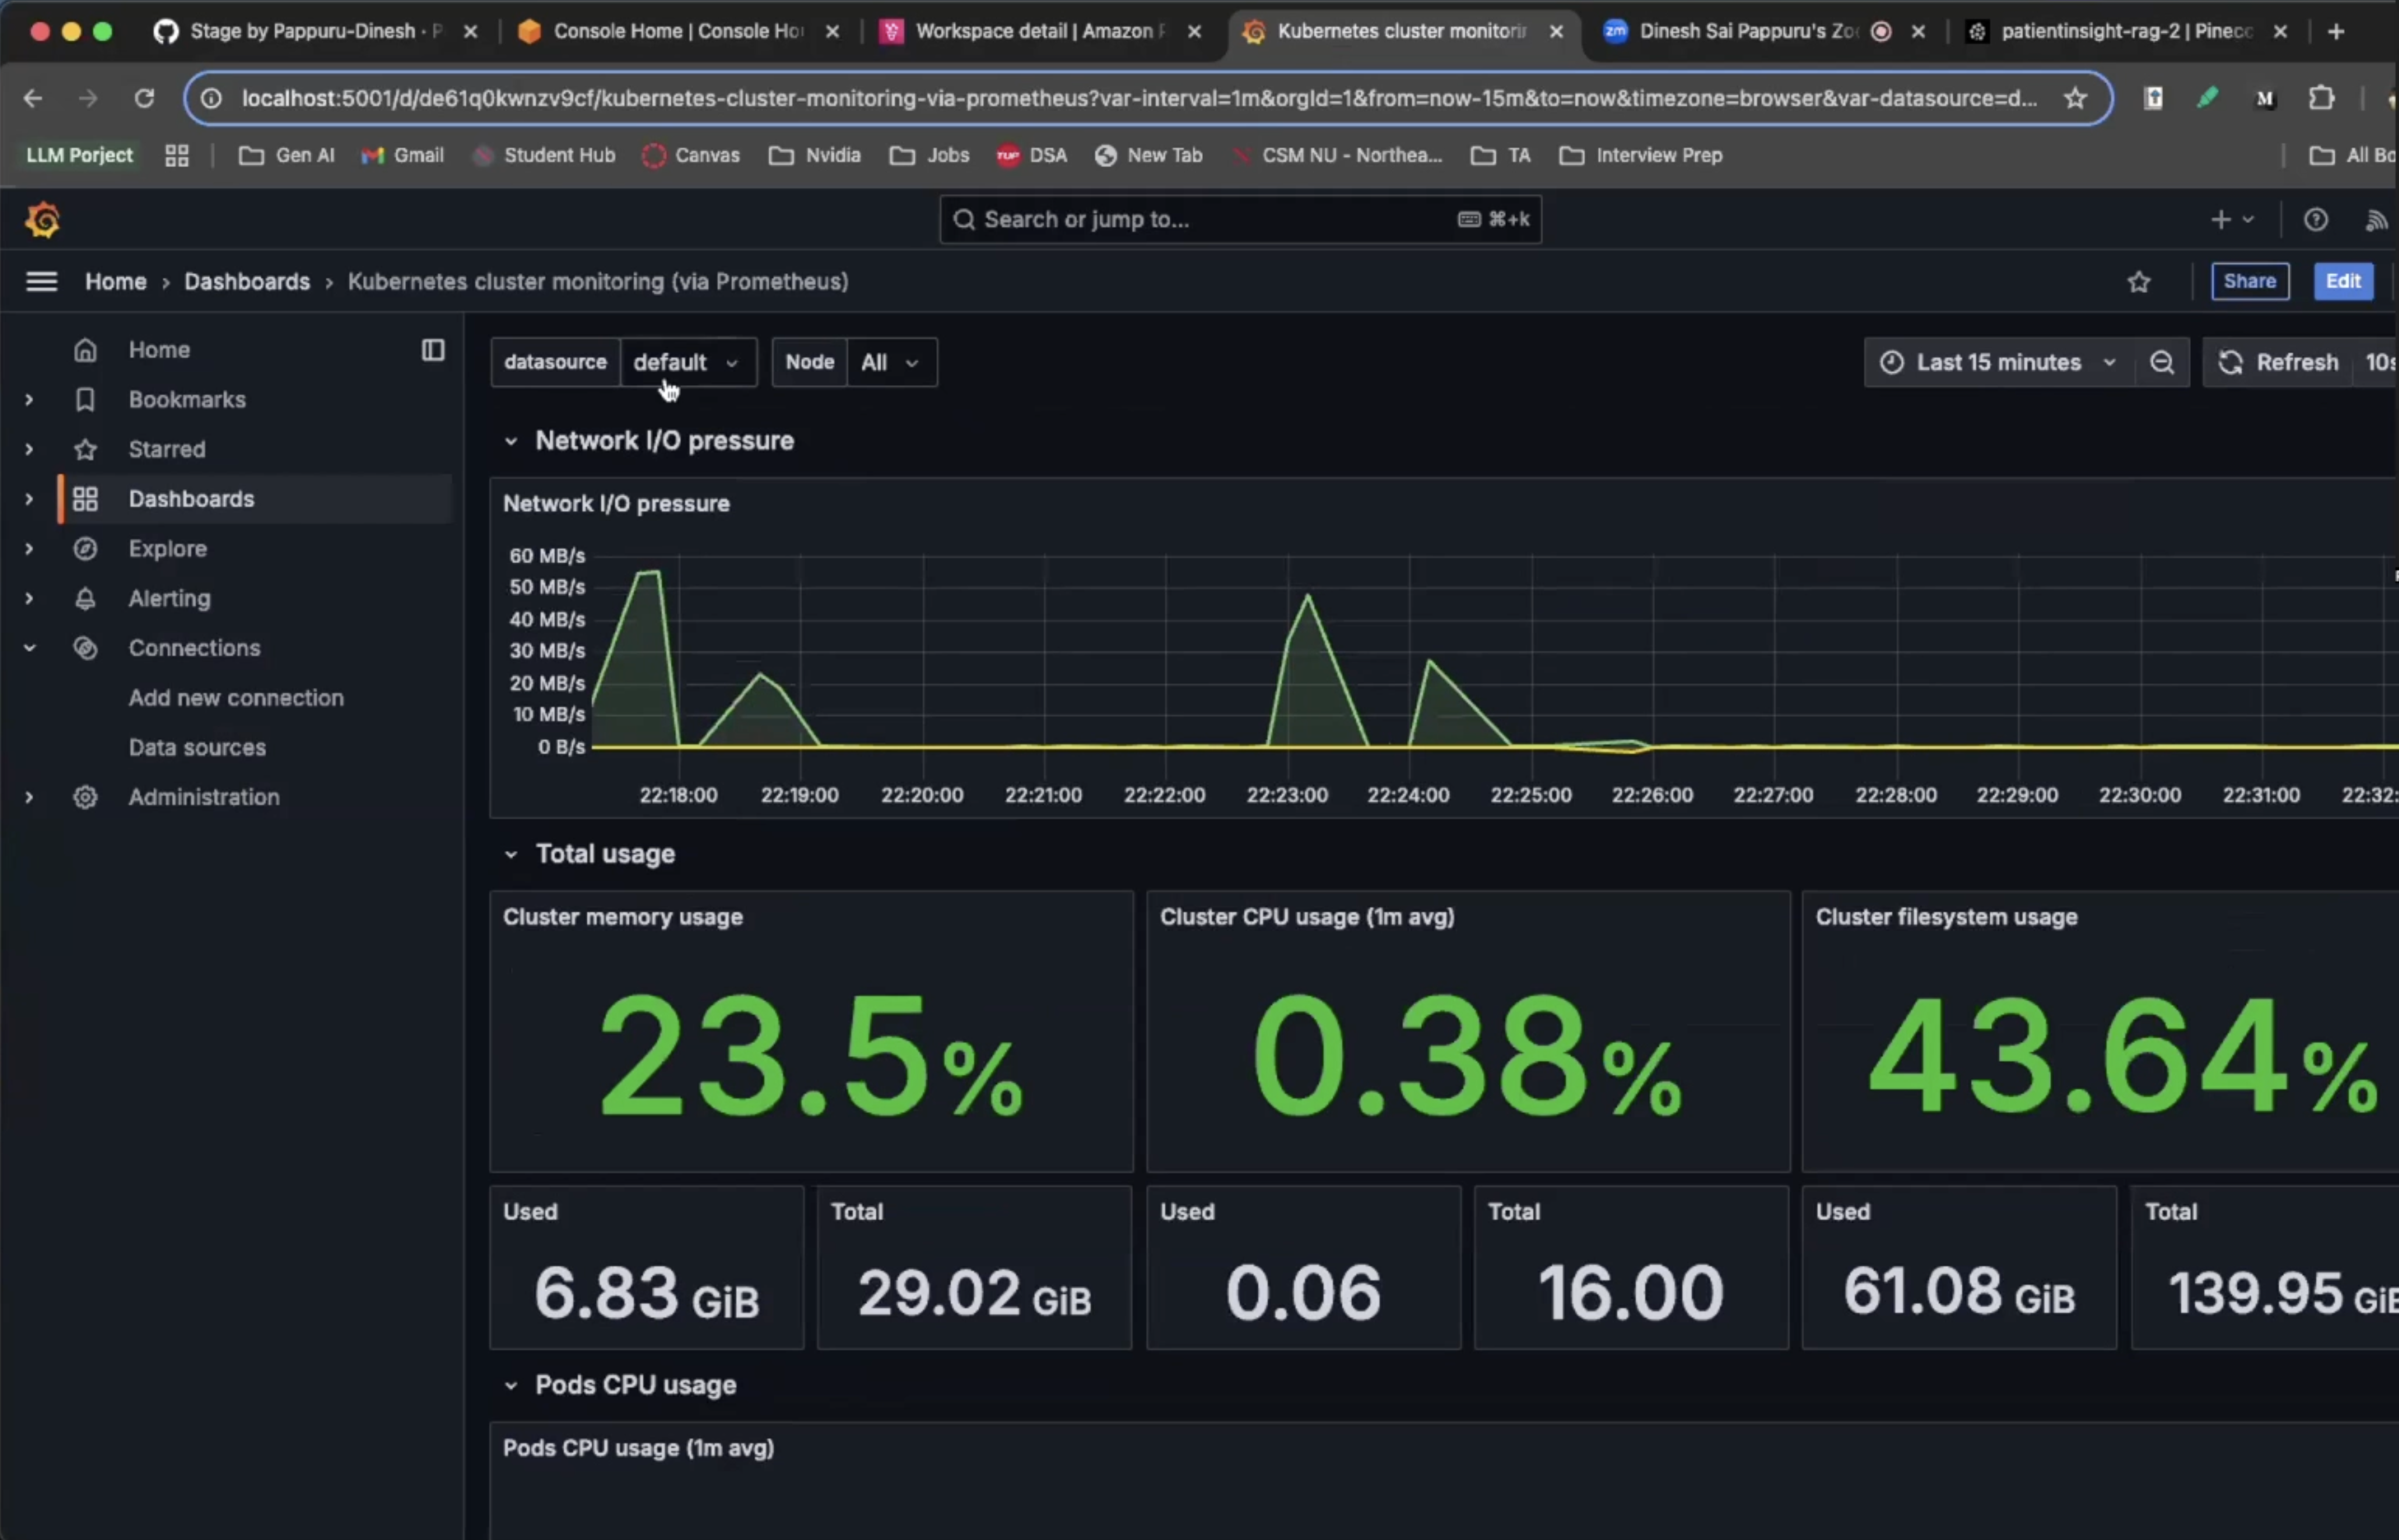 Stage by Pappuru-Dinesh · P
Console Home | Console Ho
Workspace detail | Amazon P
Kubernetes cluster monitorin
zm Dinesh Sai Pappuru's Zo
patientinsight-rag-2 | Pinec
localhost:5001/d/de61q0kwnzv9cf/kubernetes-cluster-monitoring-via-prometheus?var-interval=1m&orgId=1&from=now-15m&to=now&timezone=browser&var-datasource=d...
M
LLM Porject
Gen AI
Gmail
Student Hub
Canvas
Nvidia
Jobs
TUF DSA
New Tab
CSM NU - Northea...
TA
Interview Prep
All Bo
Search or jump to...
⌘+k
Home › Dashboards › Kubernetes cluster monitoring (via Prometheus)
Share
Edit
Home
Bookmarks
Starred
Dashboards
Explore
Alerting
Connections
Add new connection
Data sources
Administration
datasource default
Node All
Last 15 minutes
Refresh 10s
Network I/O pressure
Network I/O pressure
60 MB/s
50 MB/s
40 MB/s
30 MB/s
20 MB/s
10 MB/s
0 B/s
22:18:00 22:19:00 22:20:00 22:21:00 22:22:00 22:23:00 22:24:00 22:25:00 22:26:00 22:27:00 22:28:00 22:29:00 22:30:00 22:31:00 22:32:
Total usage
Cluster memory usage
23.5%
Cluster CPU usage (1m avg)
0.38%
Cluster filesystem usage
43.64%
Used
6.83 GiB
Total
29.02 GiB
Used
0.06
Total
16.00
Used
61.08 GiB
Total
139.95 GiB
Pods CPU usage
Pods CPU usage (1m avg)